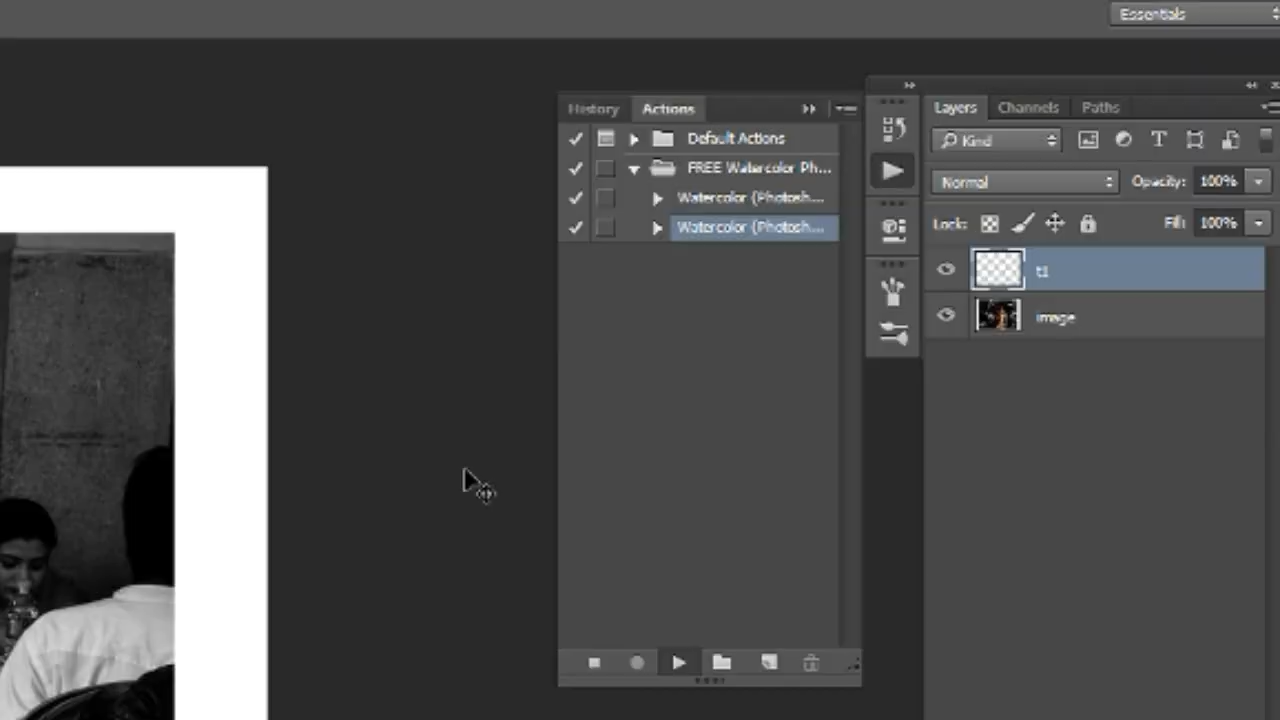 Essentials
History Actions
Default Actions
FREE Watercolor Ph...
Watercolor (Photosh...
Watercolor (Photosh...
Layers Channels Paths
Kind
Normal Opacity: 100%
Lock: Fill: 100%
t1
image